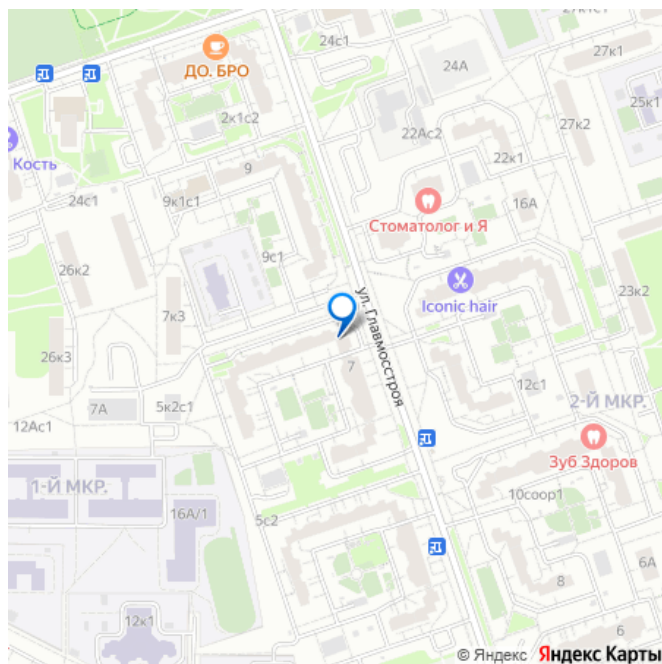 27к1с1
24с1
27к1
24А
ДО. БРО
25к1
2к1с2
22Ас2
27к2
Кость
22к1
9
24с1
9к1с1
16А
Стоматолог и Я
26к2
9с1
Iconic hair
23к2
7к3
ул. Главмосстроя
26к3
7
12с1
7А
5к2с1
2-Й МКР.
12Ас1
Зуб Здоров
1-Й МКР.
10соор1
16А/1
5с2
6А
8
12к1
6
© Яндекс Яндекс Карты